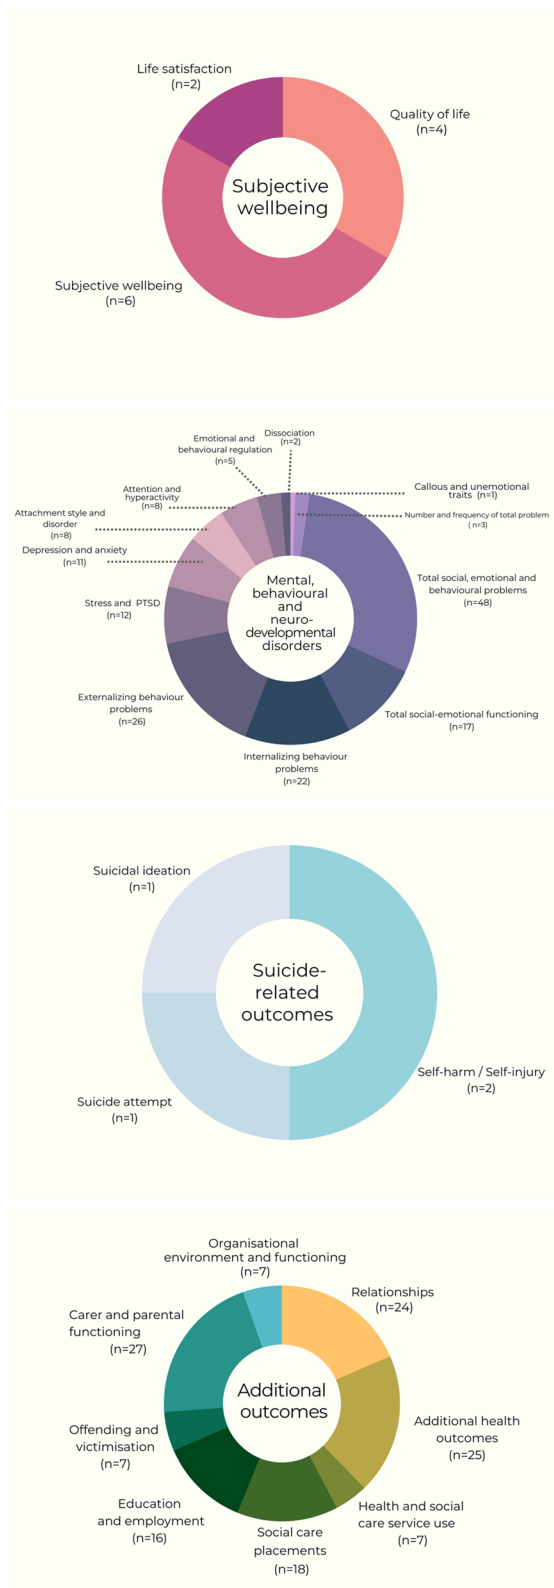 Life satisfaction
(n=2)
Quality of life
(n=4)
Subjective
wellbeing
Subjective wellbeing
(n=6)
Dissociation
(n=2)
Emotional and
behavioural regulation
(n=5)
Callous and unemotional
traits (n=1)
Attention and
hyperactivity
(n=8)
Number and frequency of total problem
(n=3)
Attachment style and
disorder
(n=8)
Depression and anxiety
(n=11)
Total social, emotional and
behavioural problems
(n=48)
Mental,
behavioural
and
neuro-
developmental
disorders
Stress and PTSD
(n=12)
Externalizing behaviour
problems
(n=26)
Total social-emotional functioning
(n=17)
Internalizing behaviour
problems
(n=22)
Suicidal ideation
(n=1)
Suicide-
related
outcomes
Self-harm / Self-injury
(n=2)
Suicide attempt
(n=1)
Organisational
environment and functioning
(n=7)
Relationships
(n=24)
Carer and parental
functioning
(n=27)
Additional
outcomes
Additional health
outcomes
(n=25)
Offending and
victimisation
(n=7)
Education
and employment
(n=16)
Health and social
care service use
(n=7)
Social care
placements
(n=18)